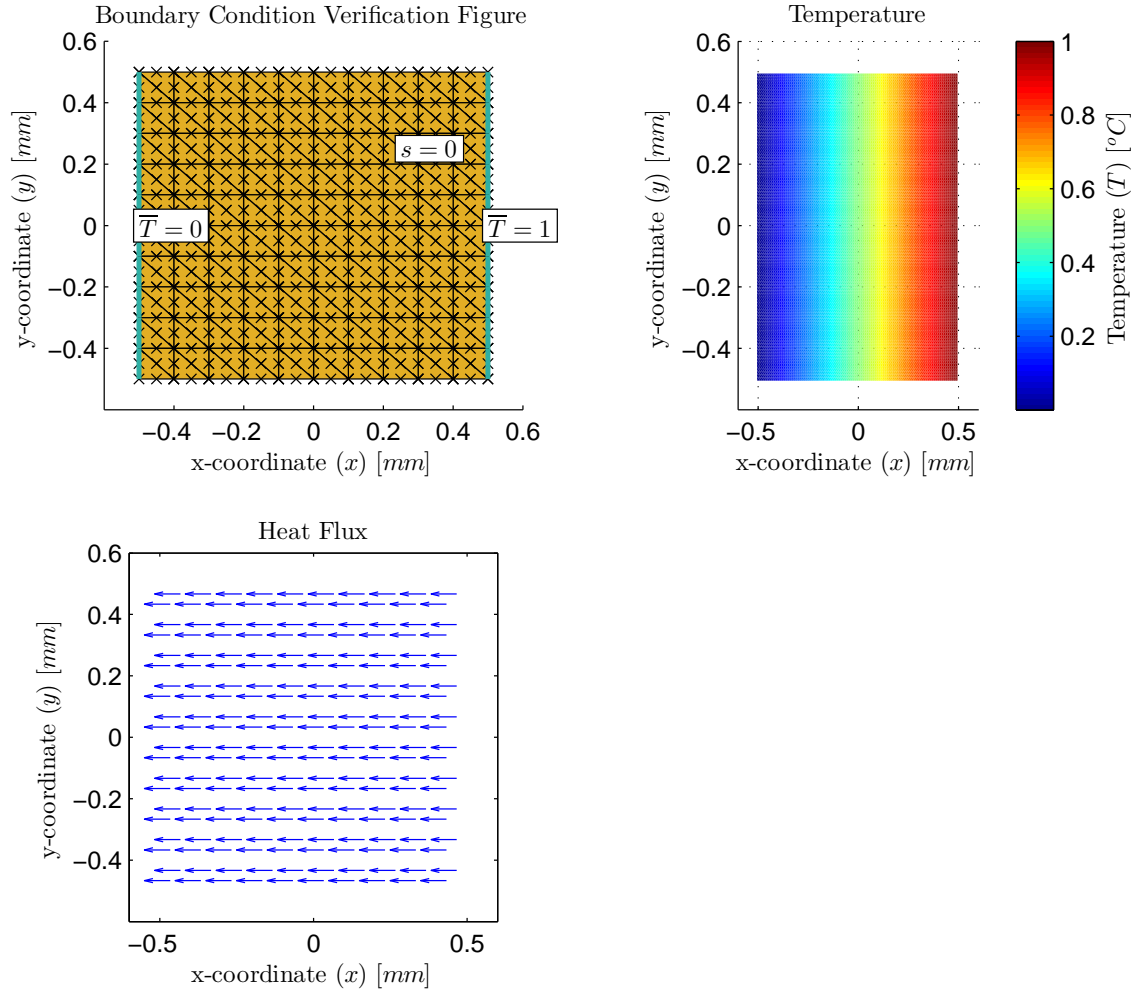 Boundary Condition Verification Figure
0.6
0.4
0.2
0
−0.2
−0.4
y-coordinate (y) [mm]
s = 0
T̅ = 0
T̅ = 1
−0.4
−0.2
0
0.2
0.4
0.6
x-coordinate (x) [mm]
Temperature
0.6
0.4
0.2
0
−0.2
−0.4
y-coordinate (y) [mm]
−0.5
0
0.5
x-coordinate (x) [mm]
1
0.8
0.6
0.4
0.2
Temperature (T) [°C]
Heat Flux
0.6
0.4
0.2
0
−0.2
−0.4
y-coordinate (y) [mm]
−0.5
0
0.5
x-coordinate (x) [mm]